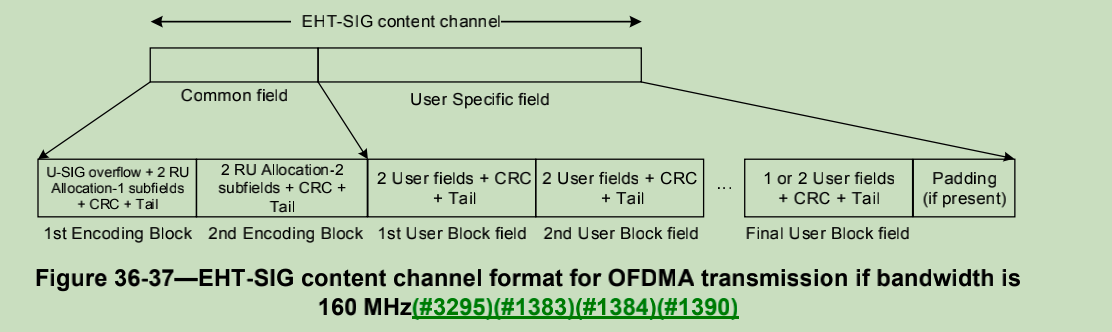 EHT-SIG content channel
Common field
User Specific field
U-SIG overflow + 2 RU
Allocation-1 subfields
+ CRC + Tail
2 RU Allocation-2
subfields + CRC +
Tail
2 User fields + CRC
+ Tail
2 User fields + CRC
+ Tail
...
1 or 2 User fields
+ CRC + Tail
Padding
(if present)
1st Encoding Block
2nd Encoding Block
1st User Block field
2nd User Block field
Final User Block field
Figure 36-37—EHT-SIG content channel format for OFDMA transmission if bandwidth is
160 MHz(#3295)(#1383)(#1384)(#1390)